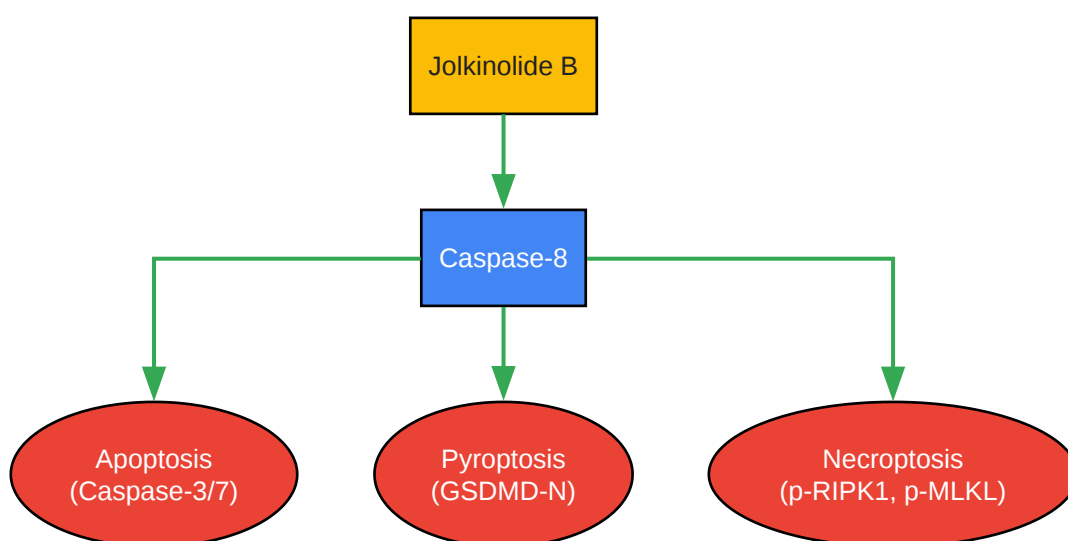 Jolkinolide B
Caspase-8
Apoptosis
(Caspase-3/7)
Pyroptosis
(GSDMD-N)
Necroptosis
(p-RIPK1, p-MLKL)